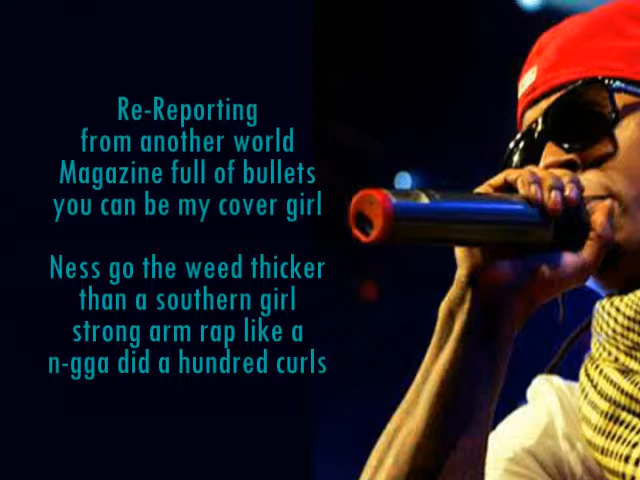 Re-Reporting
from another world
Magazine full of bullets
you can be my cover girl
Ness go the weed thicker
than a southern girl
strong arm rap like a
n-gga did a hundred curls